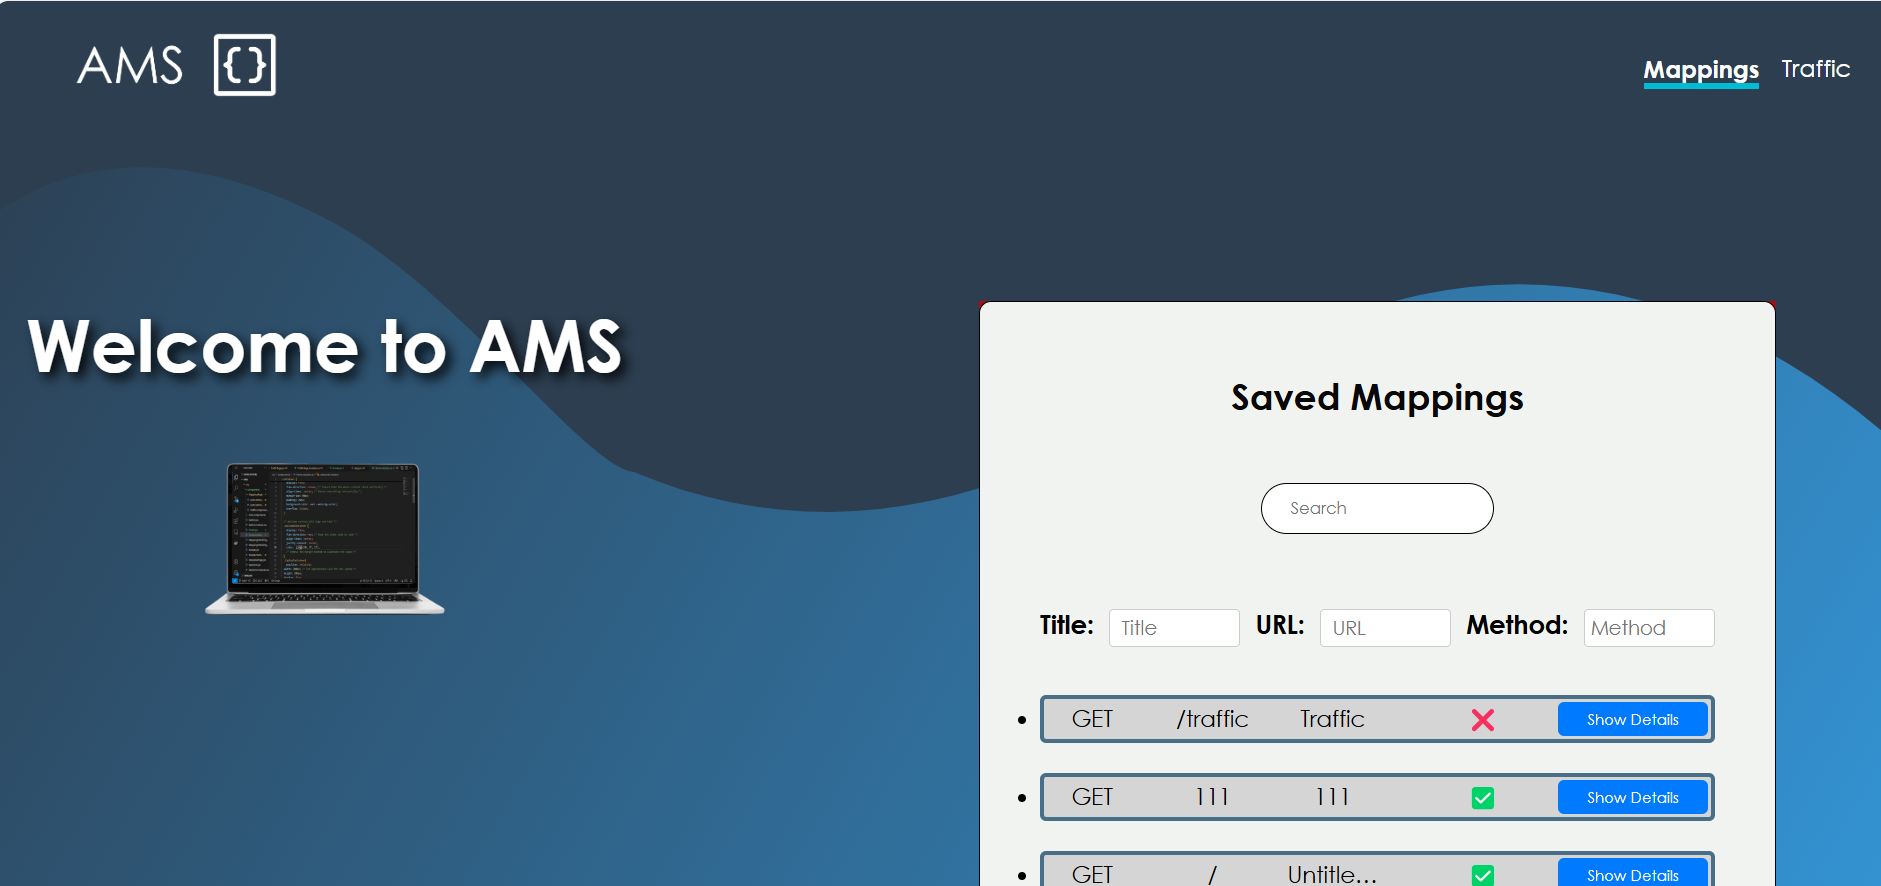 AMS {}
Mappings Traffic
Welcome to AMS
Saved Mappings
Search
Title: Title URL: URL Method: Method
GET /traffic Traffic Show Details
GET 111 111 Show Details
GET / Untitle... Show Details